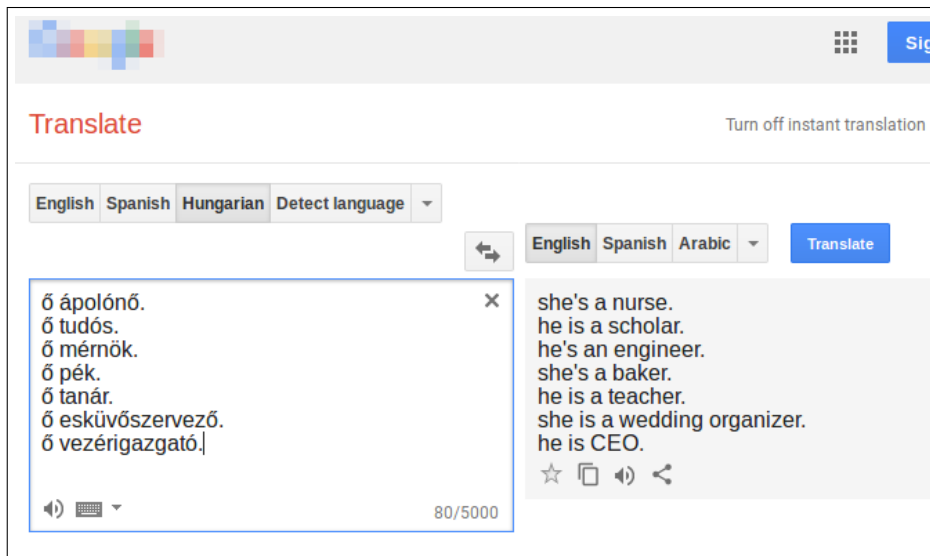 Sig
Translate
Turn off instant translation
English Spanish Hungarian Detect language
English Spanish Arabic
Translate
ő ápolónő.
ő tudós.
ő mérnök.
ő pék.
ő tanár.
ő esküvőszervező.
ő vezérigazgató.
80/5000
she's a nurse.
he is a scholar.
he's an engineer.
she's a baker.
he is a teacher.
she is a wedding organizer.
he is CEO.